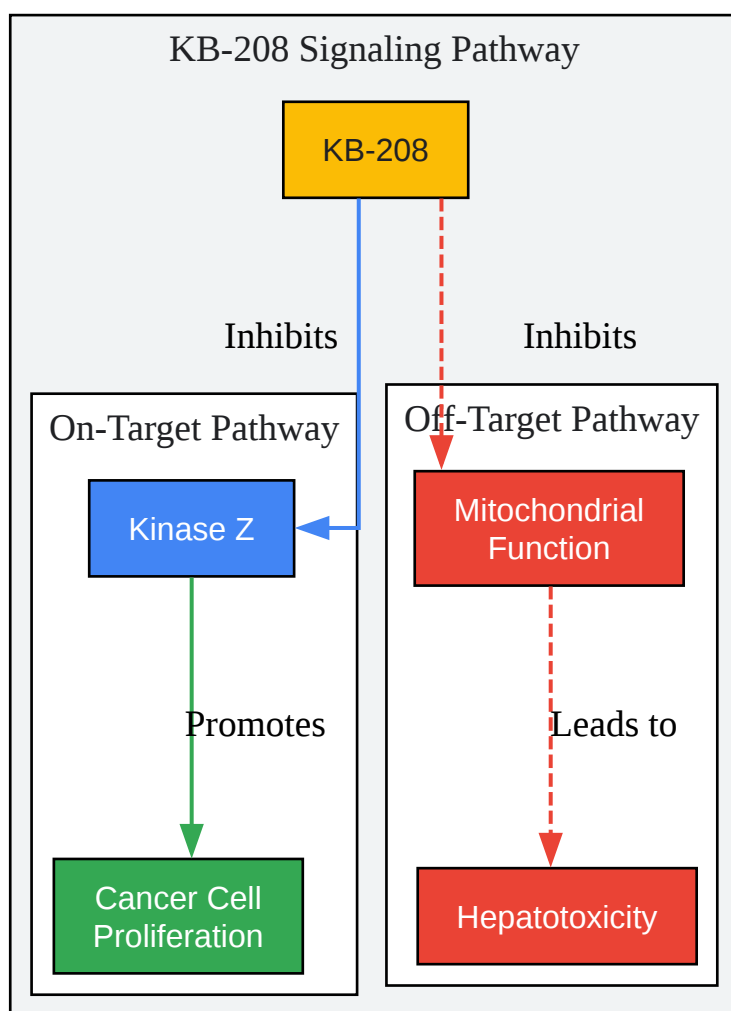 KB-208 Signaling Pathway
KB-208
Inhibits
Inhibits
On-Target Pathway
Off-Target Pathway
Kinase Z
Mitochondrial
Function
Promotes
Leads to
Cancer Cell
Proliferation
Hepatotoxicity